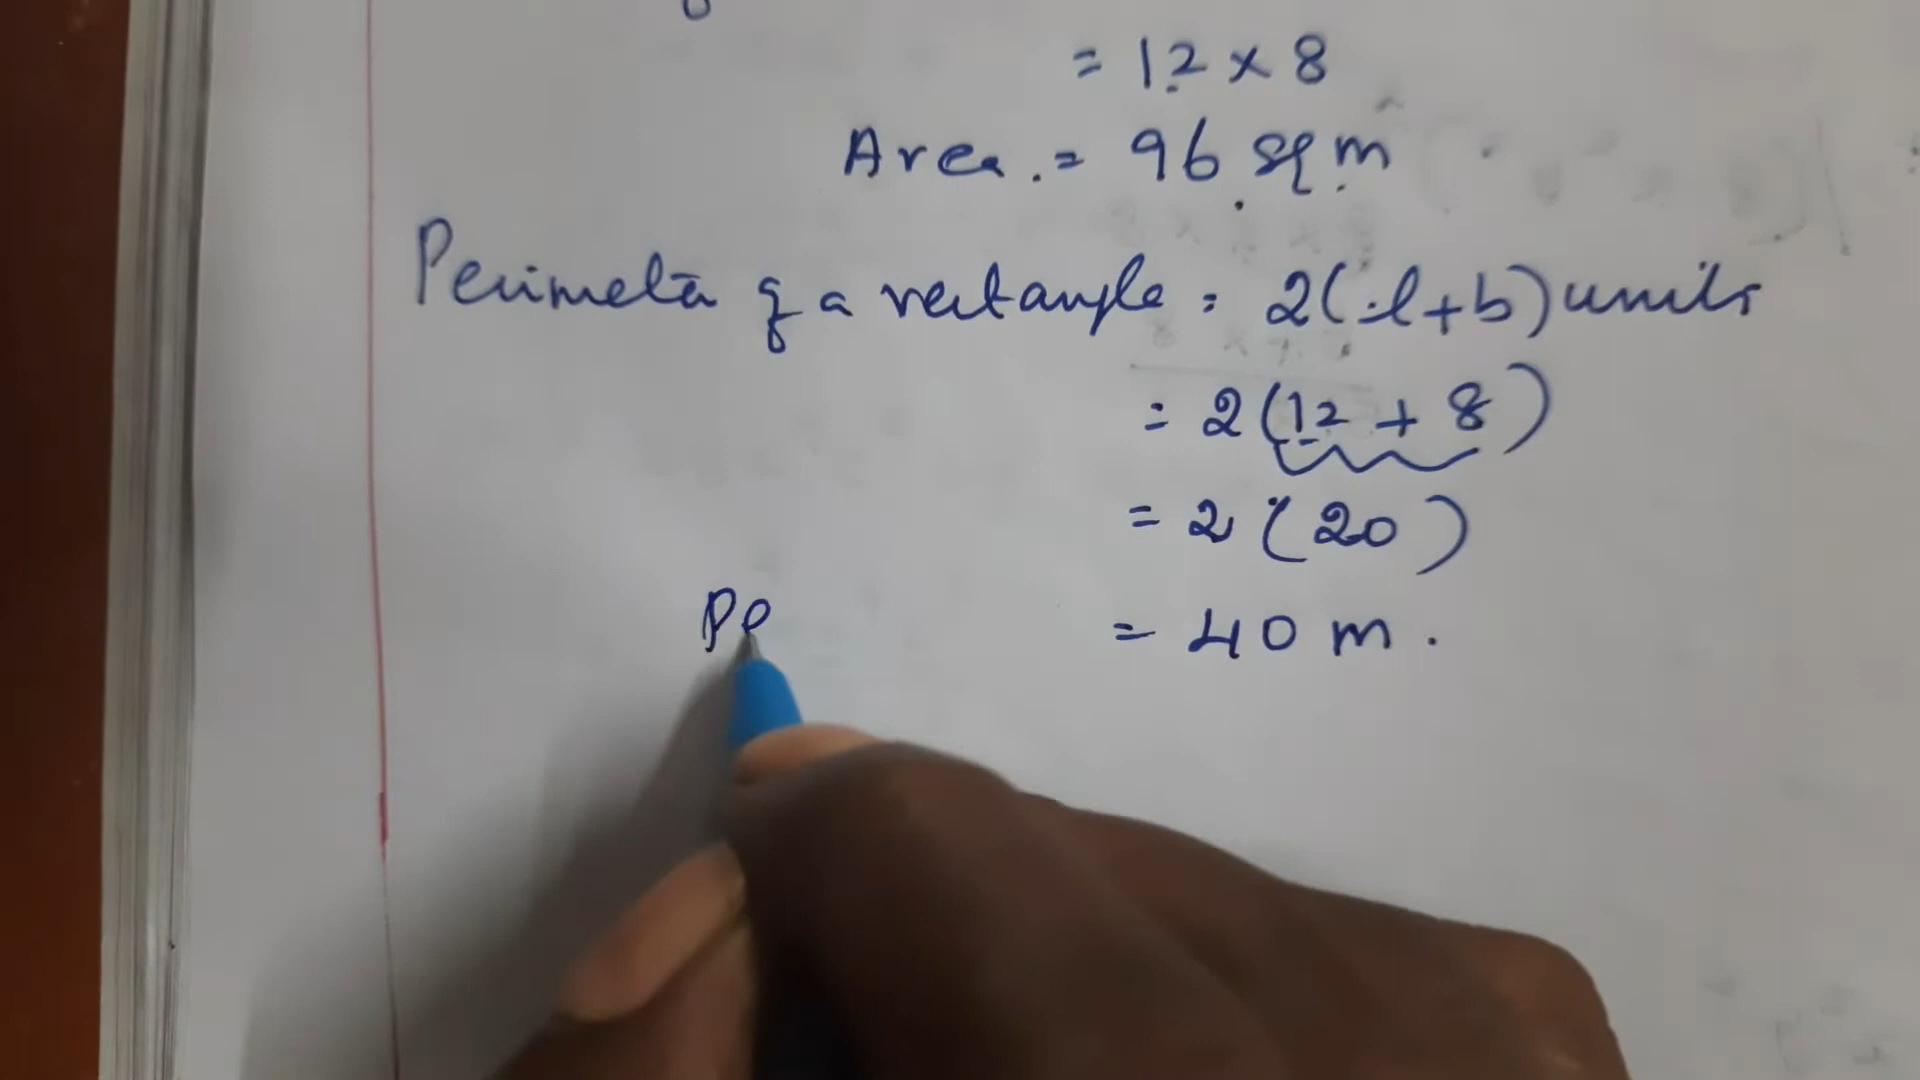 = 12 × 8
Area . = 96 sq m
Perimeter of a rectangle = 2(l+b) units
= 2(12 + 8)
= 2(20)
Pe = 40 m.